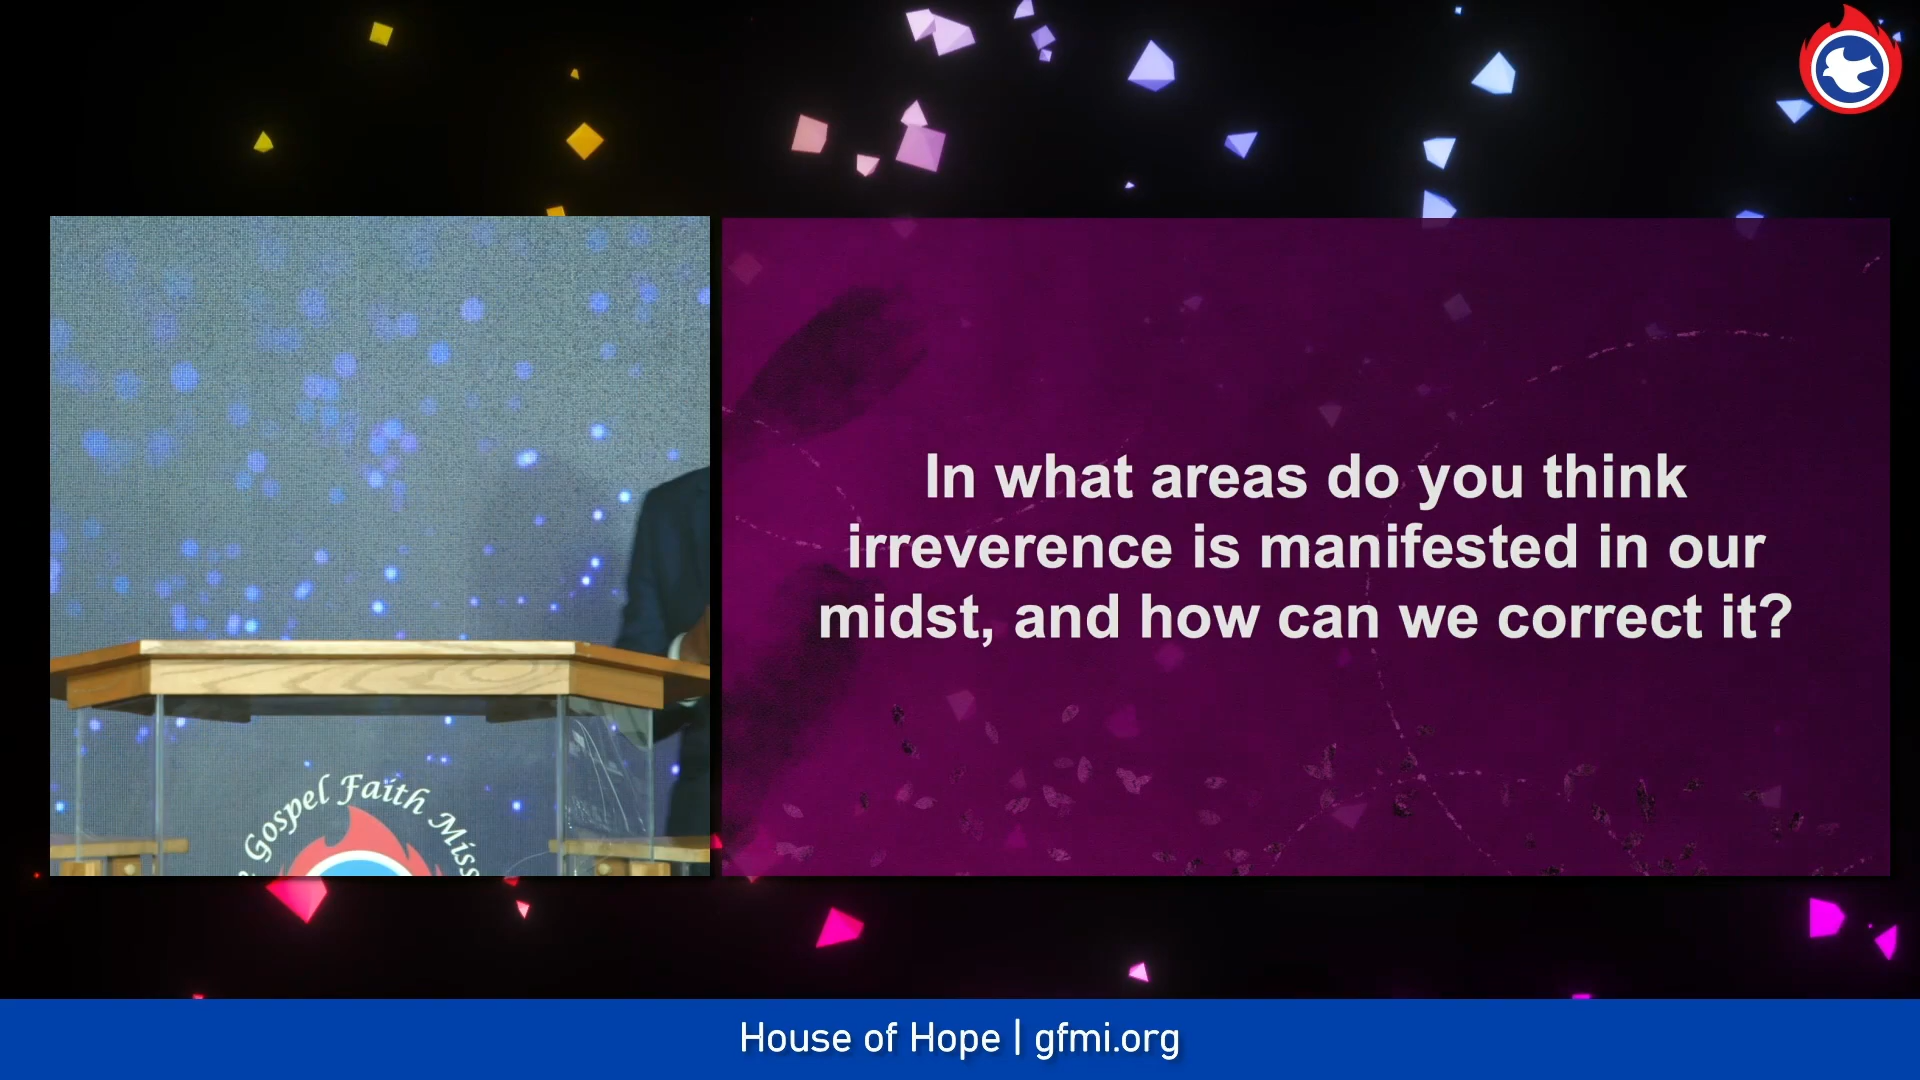 In what areas do you think
irreverence is manifested in our
midst, and how can we correct it?
Gospel Faith Miss
House of Hope | gfmi.org